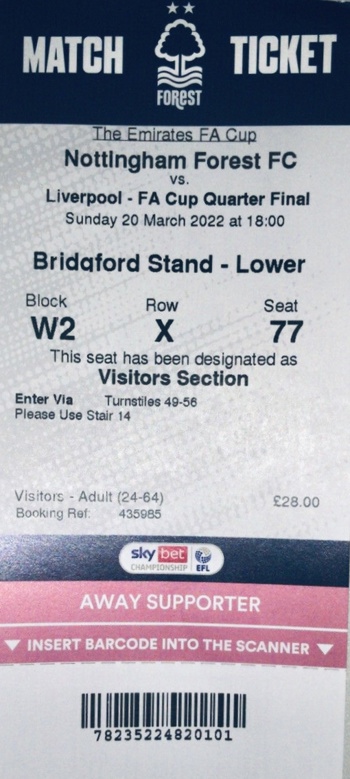 MATCH TICKET
FOREST
The Emirates FA Cup
Nottingham Forest FC
vs.
Liverpool - FA Cup Quarter Final
Sunday 20 March 2022 at 18:00
Bridgford Stand - Lower
Block Row Seat
W2 X 77
This seat has been designated as
Visitors Section
Enter Via Turnstiles 49-56
Please Use Stair 14
Visitors - Adult (24-64) £28.00
Booking Ref: 435985
sky bet EFL
CHAMPIONSHIP
AWAY SUPPORTER
INSERT BARCODE INTO THE SCANNER
78235224820101